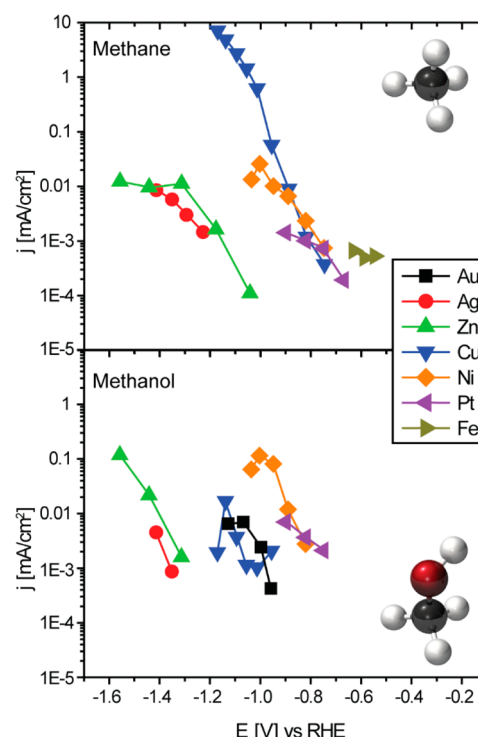 10
Methane
1
0.1
0.01
1E-3
1E-4
1E-5
j [mA/cm²]
Au
Ag
Zn
Cu
Ni
Pt
Fe
Methanol
1
0.1
0.01
1E-3
1E-4
1E-5
j [mA/cm²]
-1.6 -1.4 -1.2 -1.0 -0.8 -0.6 -0.4 -0.2
E [V] vs RHE